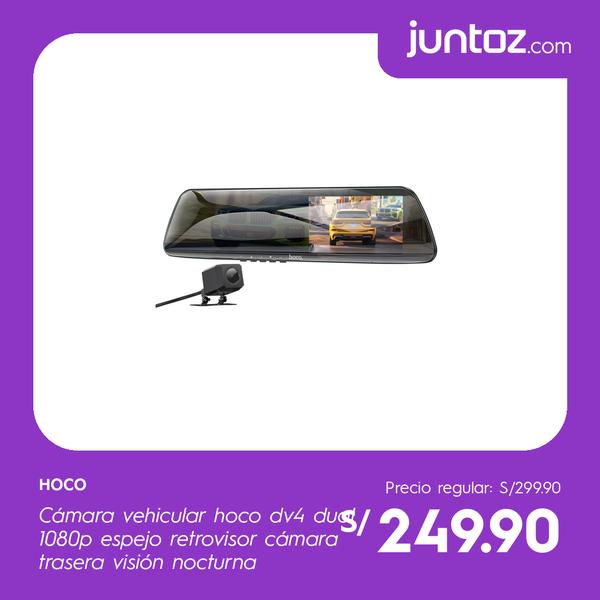 juntoz.com
hoco.
HOCO
Precio regular: S/299.90
Cámara vehicular hoco dv4 dual
1080p espejo retrovisor cámara
trasera visión nocturna
S/ 249.90